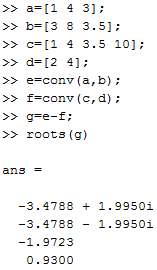 >> a=[1 4 3];
>> b=[3 8 3.5];
>> c=[1 4 3.5 10];
>> d=[2 4];
>> e=conv(a,b);
>> f=conv(c,d);
>> g=e-f;
>> roots(g)
ans =
-3.4788 + 1.9950i
-3.4788 - 1.9950i
-1.9723
0.9300